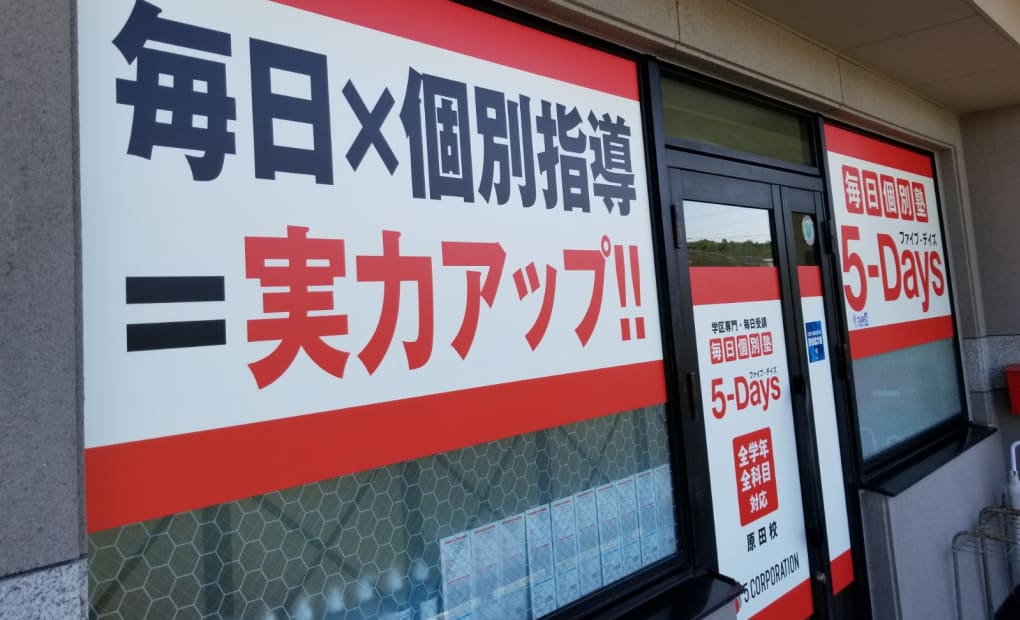 毎日×個別指導
=実力アップ!!
学区専門・毎日受講
毎日個別塾
ファイブ・デイズ
5-Days
全学年
全科目
対応
原田校
5 CORPORATION
毎日個別塾
ファイブ・デイズ
5-Days